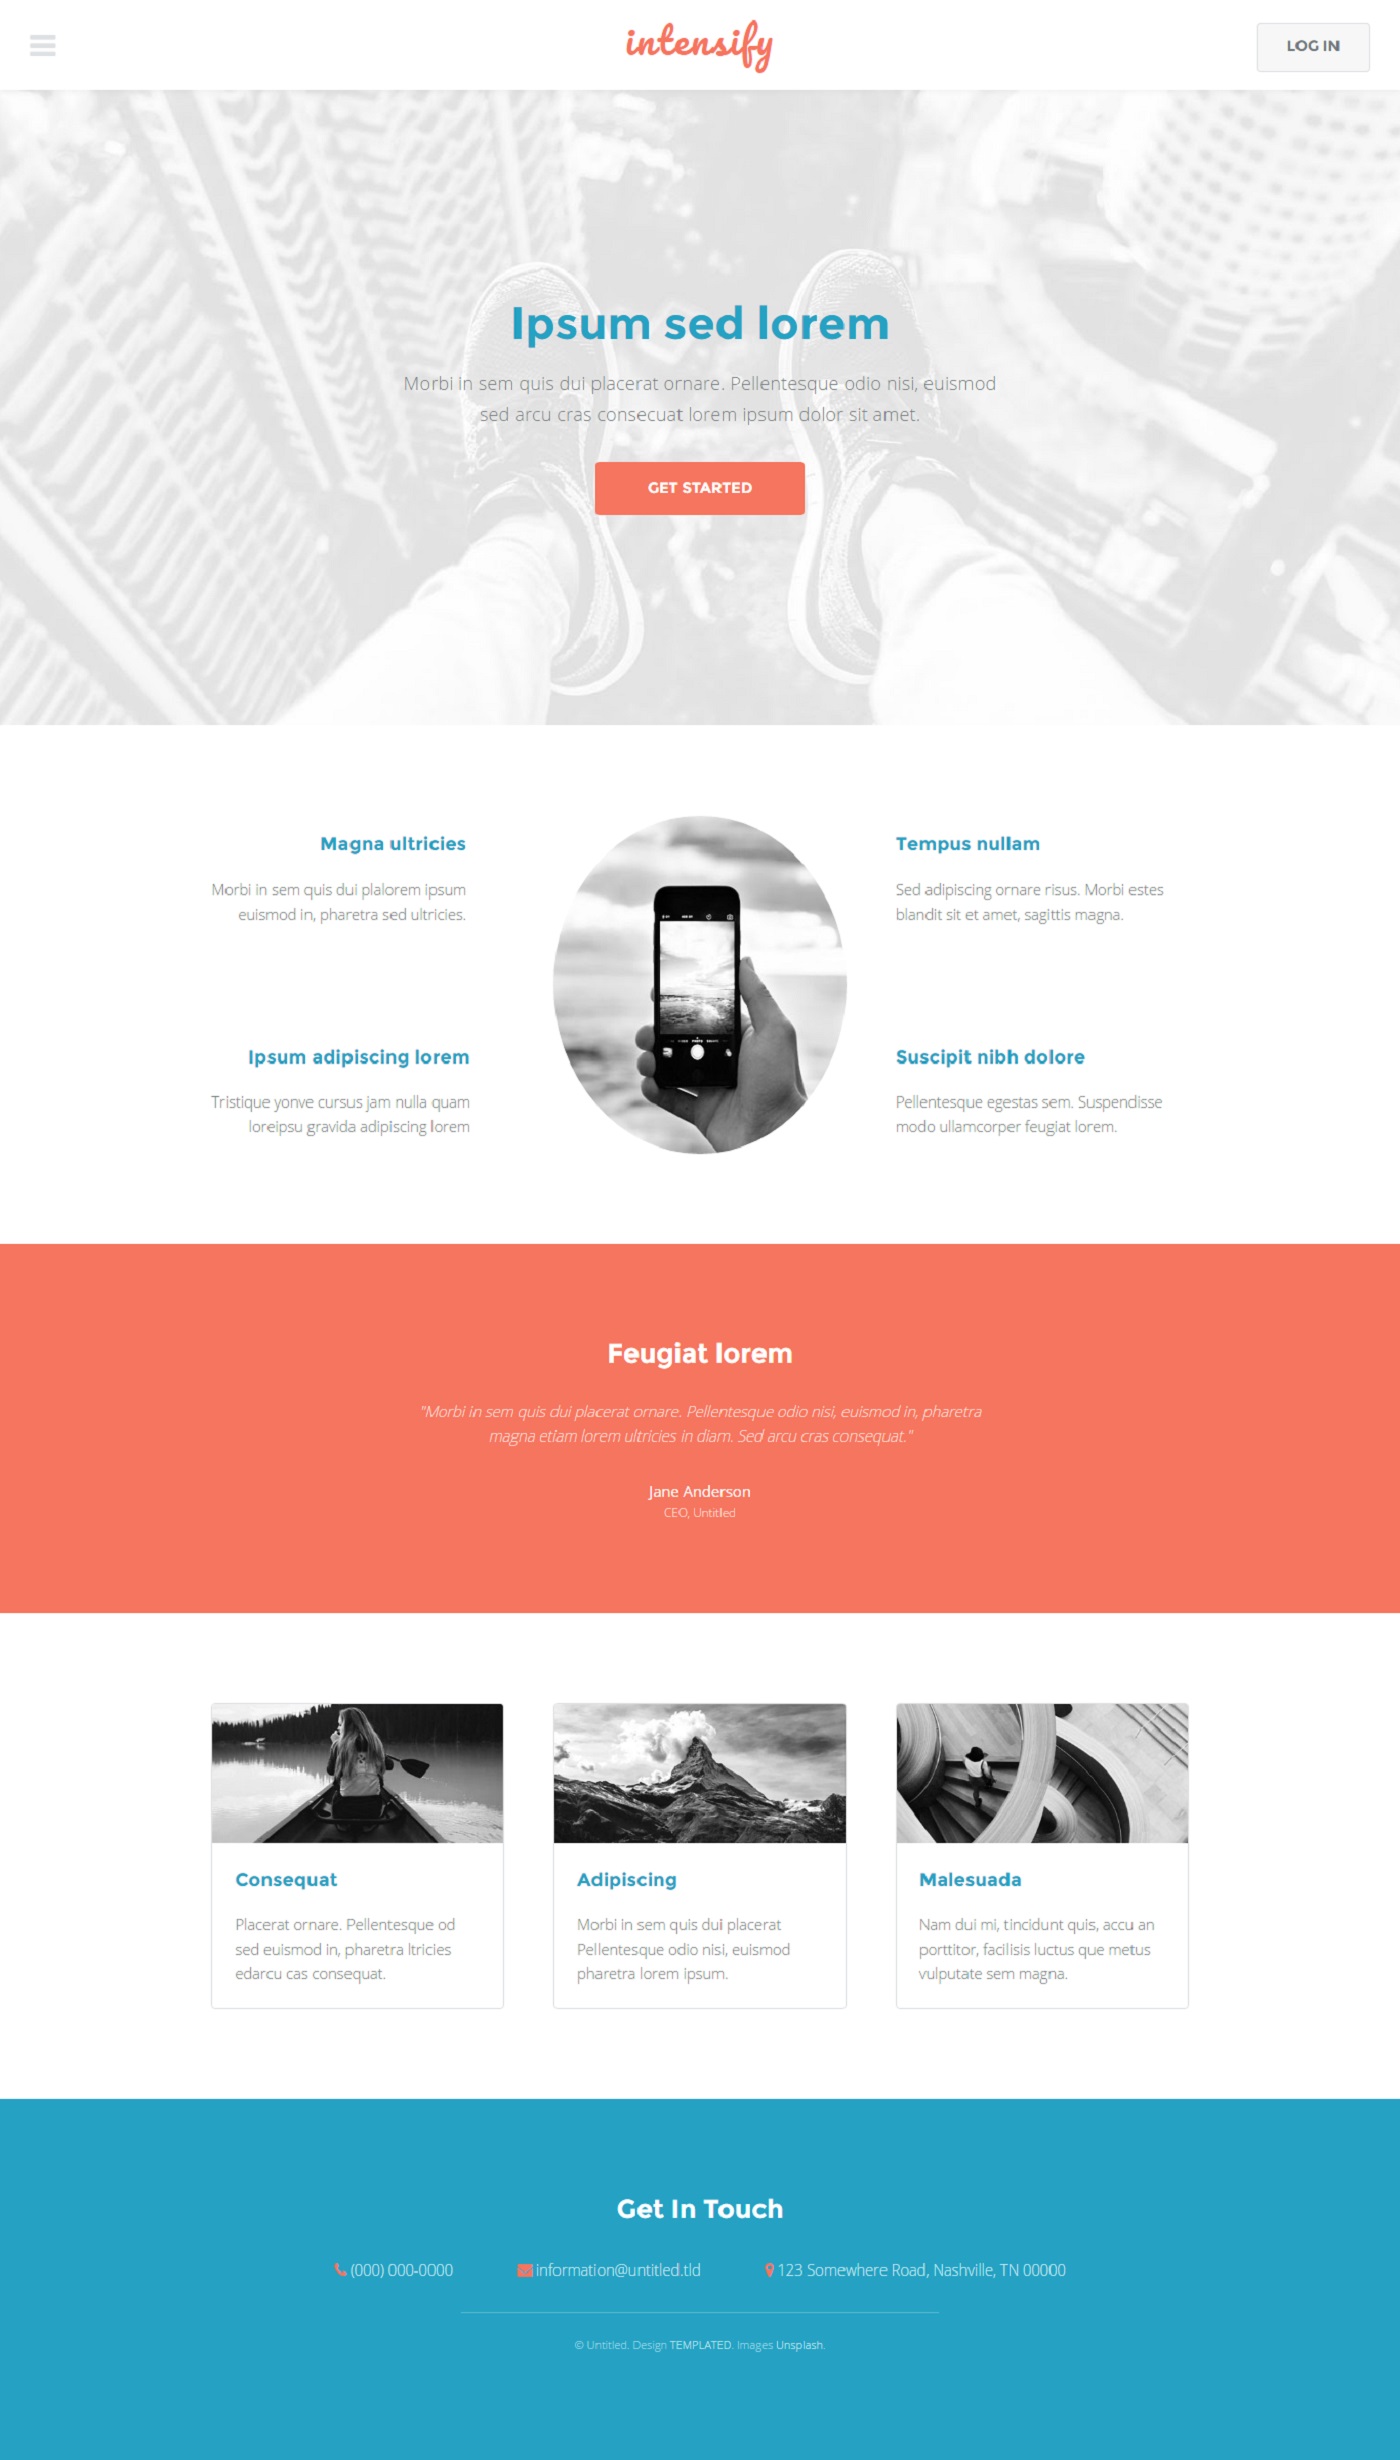 intensify
LOG IN
Ipsum sed lorem
Morbi in sem quis dui placerat ornare. Pellentesque odio nisi, euismod
sed arcu cras consecuat lorem ipsum dolor sit amet.
GET STARTED
Magna ultricies
Morbi in sem quis dui plalorem ipsum
euismod in, pharetra sed ultricies.
Tempus nullam
Sed adipiscing ornare risus. Morbi estes
blandit sit et amet, sagittis magna.
Ipsum adipiscing lorem
Tristique yonve cursus jam nulla quam
loreipsu gravida adipiscing lorem
Suscipit nibh dolore
Pellentesque egestas sem. Suspendisse
modo ullamcorper feugiat lorem.
Feugiat lorem
"Morbi in sem quis dui placerat ornare. Pellentesque odio nisi, euismod in, pharetra
magna etiam lorem ultricies in diam. Sed arcu cras consequat."
Jane Anderson
CEO, Untitled
Consequat
Placerat ornare. Pellentesque od
sed euismod in, pharetra ltricies
edarcu cas consequat.
Adipiscing
Morbi in sem quis dui placerat
Pellentesque odio nisi, euismod
pharetra lorem ipsum.
Malesuada
Nam dui mi, tincidunt quis, accu an
porttitor, facilisis luctus que metus
vulputate sem magna.
Get In Touch
(000) 000-0000
information@untitled.tld
123 Somewhere Road, Nashville, TN 00000
© Untitled. Design TEMPLATED. Images Unsplash.